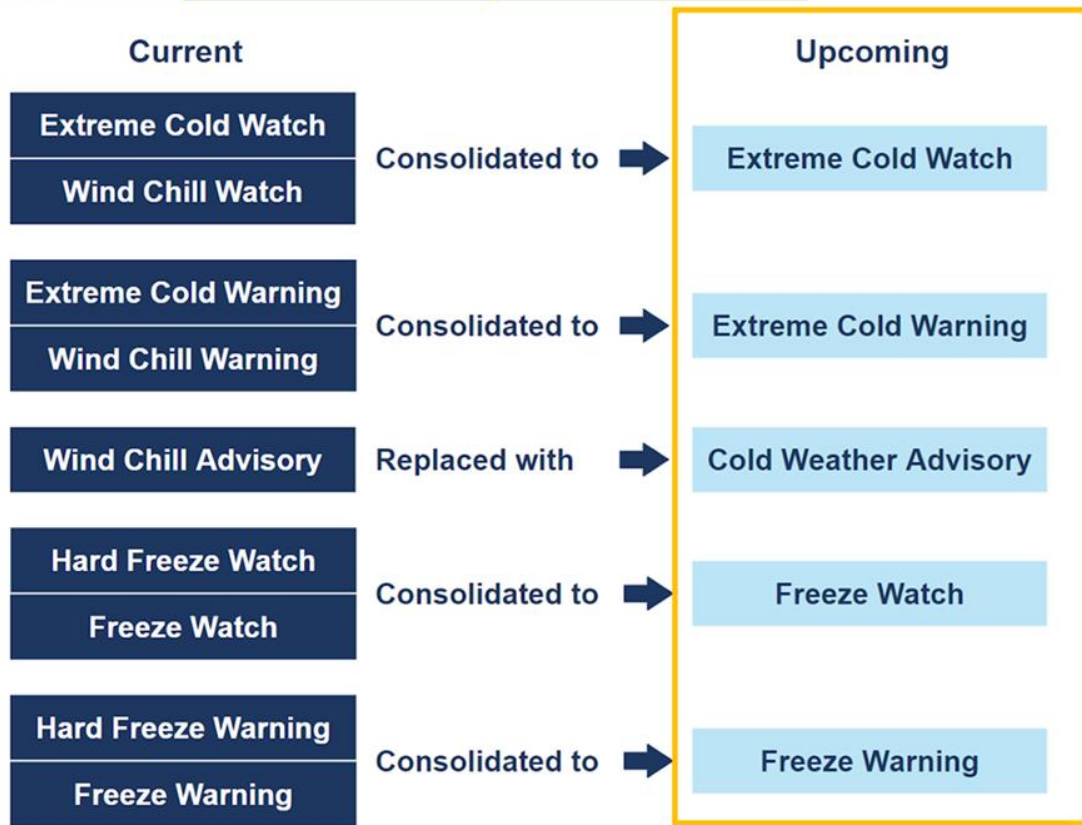 Current
Upcoming
Extreme Cold Watch
Wind Chill Watch
Consolidated to
Extreme Cold Watch
Extreme Cold Warning
Wind Chill Warning
Consolidated to
Extreme Cold Warning
Wind Chill Advisory
Replaced with
Cold Weather Advisory
Hard Freeze Watch
Freeze Watch
Consolidated to
Freeze Watch
Hard Freeze Warning
Freeze Warning
Consolidated to
Freeze Warning